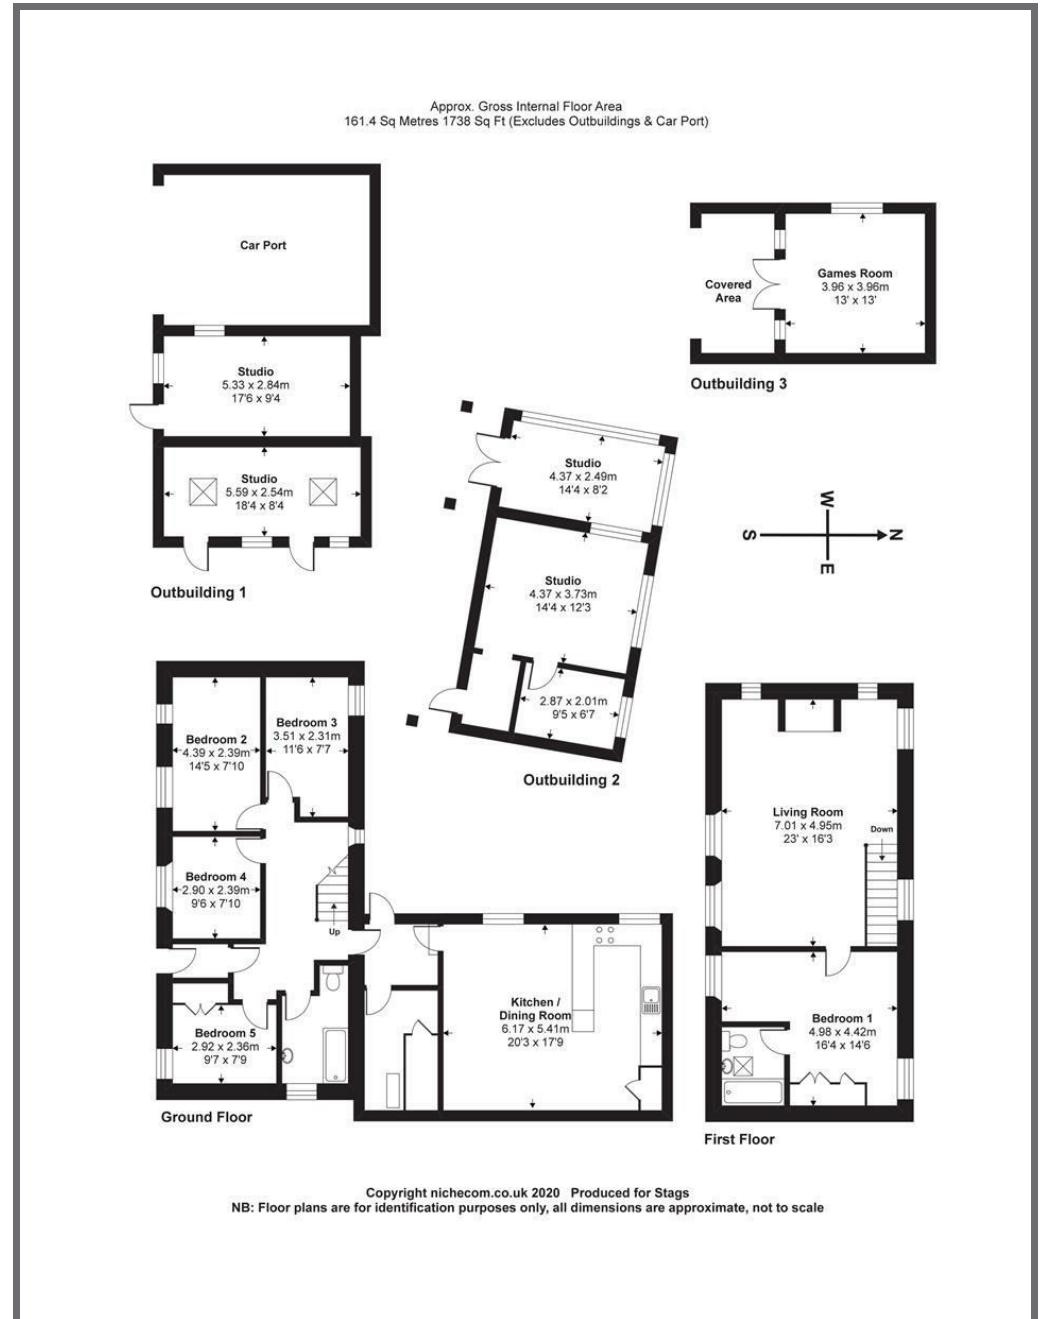 Approx. Gross Internal Floor Area
161.4 Sq Metres 1738 Sq Ft (Excludes Outbuildings & Car Port)
Car Port
Studio
5.33 x 2.84m
17'6 x 9'4
Studio
5.59 x 2.54m
18'4 x 8'4
Outbuilding 1
Covered
Area
Games Room
3.96 x 3.96m
13' x 13'
Outbuilding 3
Studio
4.37 x 2.49m
14'4 x 8'2
Studio
4.37 x 3.73m
14'4 x 12'3
2.87 x 2.01m
9'5 x 6'7
Outbuilding 2
W
S
N
E
Bedroom 2
4.39 x 2.39m
14'5 x 7'10
Bedroom 3
3.51 x 2.31m
11'6 x 7'7
Bedroom 4
2.90 x 2.39m
9'6 x 7'10
Up
Bedroom 5
2.92 x 2.36m
9'7 x 7'9
Kitchen /
Dining Room
6.17 x 5.41m
20'3 x 17'9
Ground Floor
Living Room
7.01 x 4.95m
23' x 16'3
Down
Bedroom 1
4.98 x 4.42m
16'4 x 14'6
First Floor
Copyright nichecom.co.uk 2020 Produced for Stags
NB: Floor plans are for identification purposes only, all dimensions are approximate, not to scale